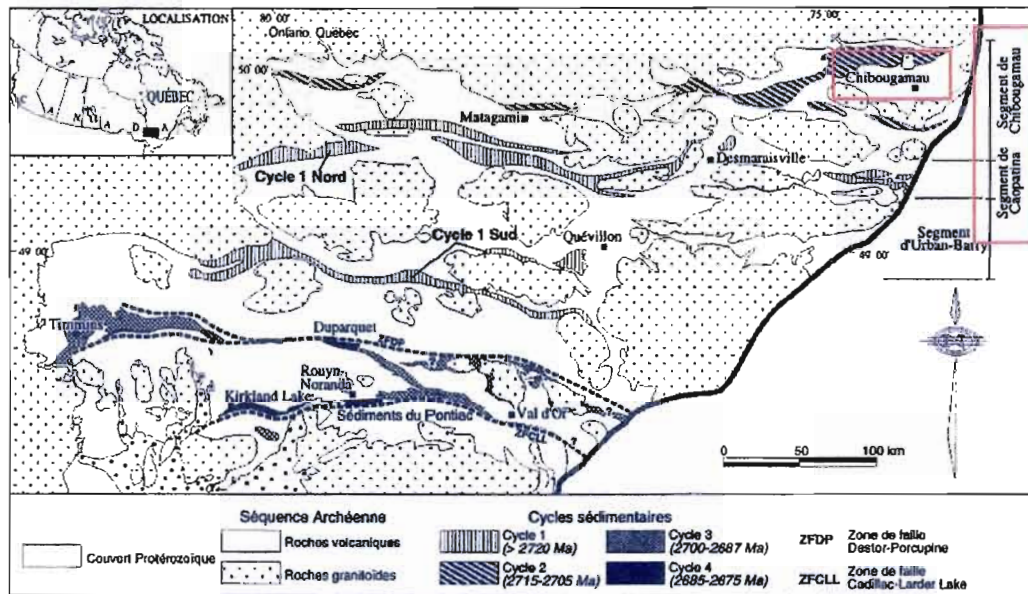 LOCALISATION
QUÉBEC
A
N
A
D
A
80 00'
75 00'
Ontario Québec
50 00'
Chibougamau
Segment de
Chibougamau
Matagami
Desmaraisville
Cycle 1 Nord
Segment de
Caopatina
Cycle 1 Sud
Quévillon
49 00'
49 00'
Segment
d'Urban-Barry
Timmins
Duparquet
ZFDP
Rouyn-
Noranda
Kirkland Lake
Sédiments du Pontiac
Val d'Or
ZFCLL
?
0 50 100 km
Séquence Archéenne
Cycles sédimentaires
Couvert Protérozoïque
Roches volcaniques
Roches granitoïdes
Cycle 1
(> 2720 Ma)
Cycle 2
(2715-2705 Ma)
Cycle 3
(2700-2687 Ma)
Cycle 4
(2685-2675 Ma)
ZFDP Zone de faille
Destor-Porcupine
ZFCLL Zone de faille
Cadillac-Larder Lake